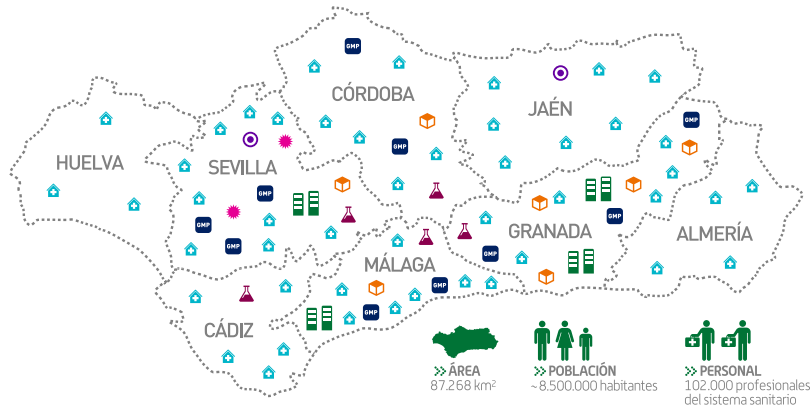 GMP
CÓRDOBA
JAÉN
GMP
GMP
HUELVA
SEVILLA
GMP
GMP
GMP
GMP
GRANADA
ALMERÍA
GMP
MÁLAGA
GMP
GMP
CÁDIZ
>> ÁREA
87.268 km²
>> POBLACIÓN
~8.500.000 habitantes
>> PERSONAL
102.000 profesionales
del sistema sanitario